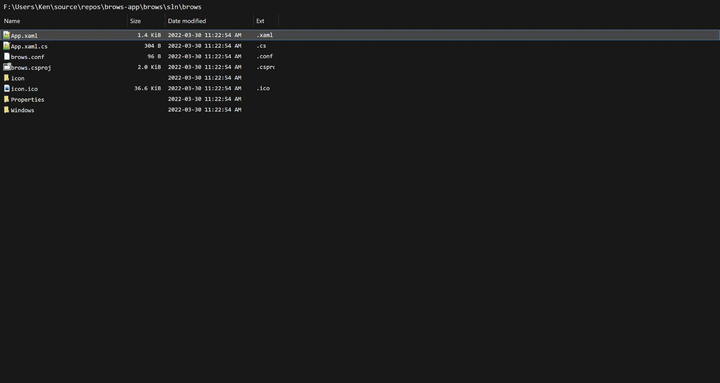 F:\Users\Ken\source\repos\brows-app\brows\sln\brows
Name Size Date modified Ext
App.xaml 1.4 KiB 2022-03-30 11:22:54 AM .xaml
App.xaml.cs 304 B 2022-03-30 11:22:54 AM .cs
brows.conf 96 B 2022-03-30 11:22:54 AM .conf
brows.csproj 2.0 KiB 2022-03-30 11:22:54 AM .csprc
icon 2022-03-30 11:22:54 AM
icon.ico 36.6 KiB 2022-03-30 11:22:54 AM .ico
Properties 2022-03-30 11:22:54 AM
Windows 2022-03-30 11:22:54 AM